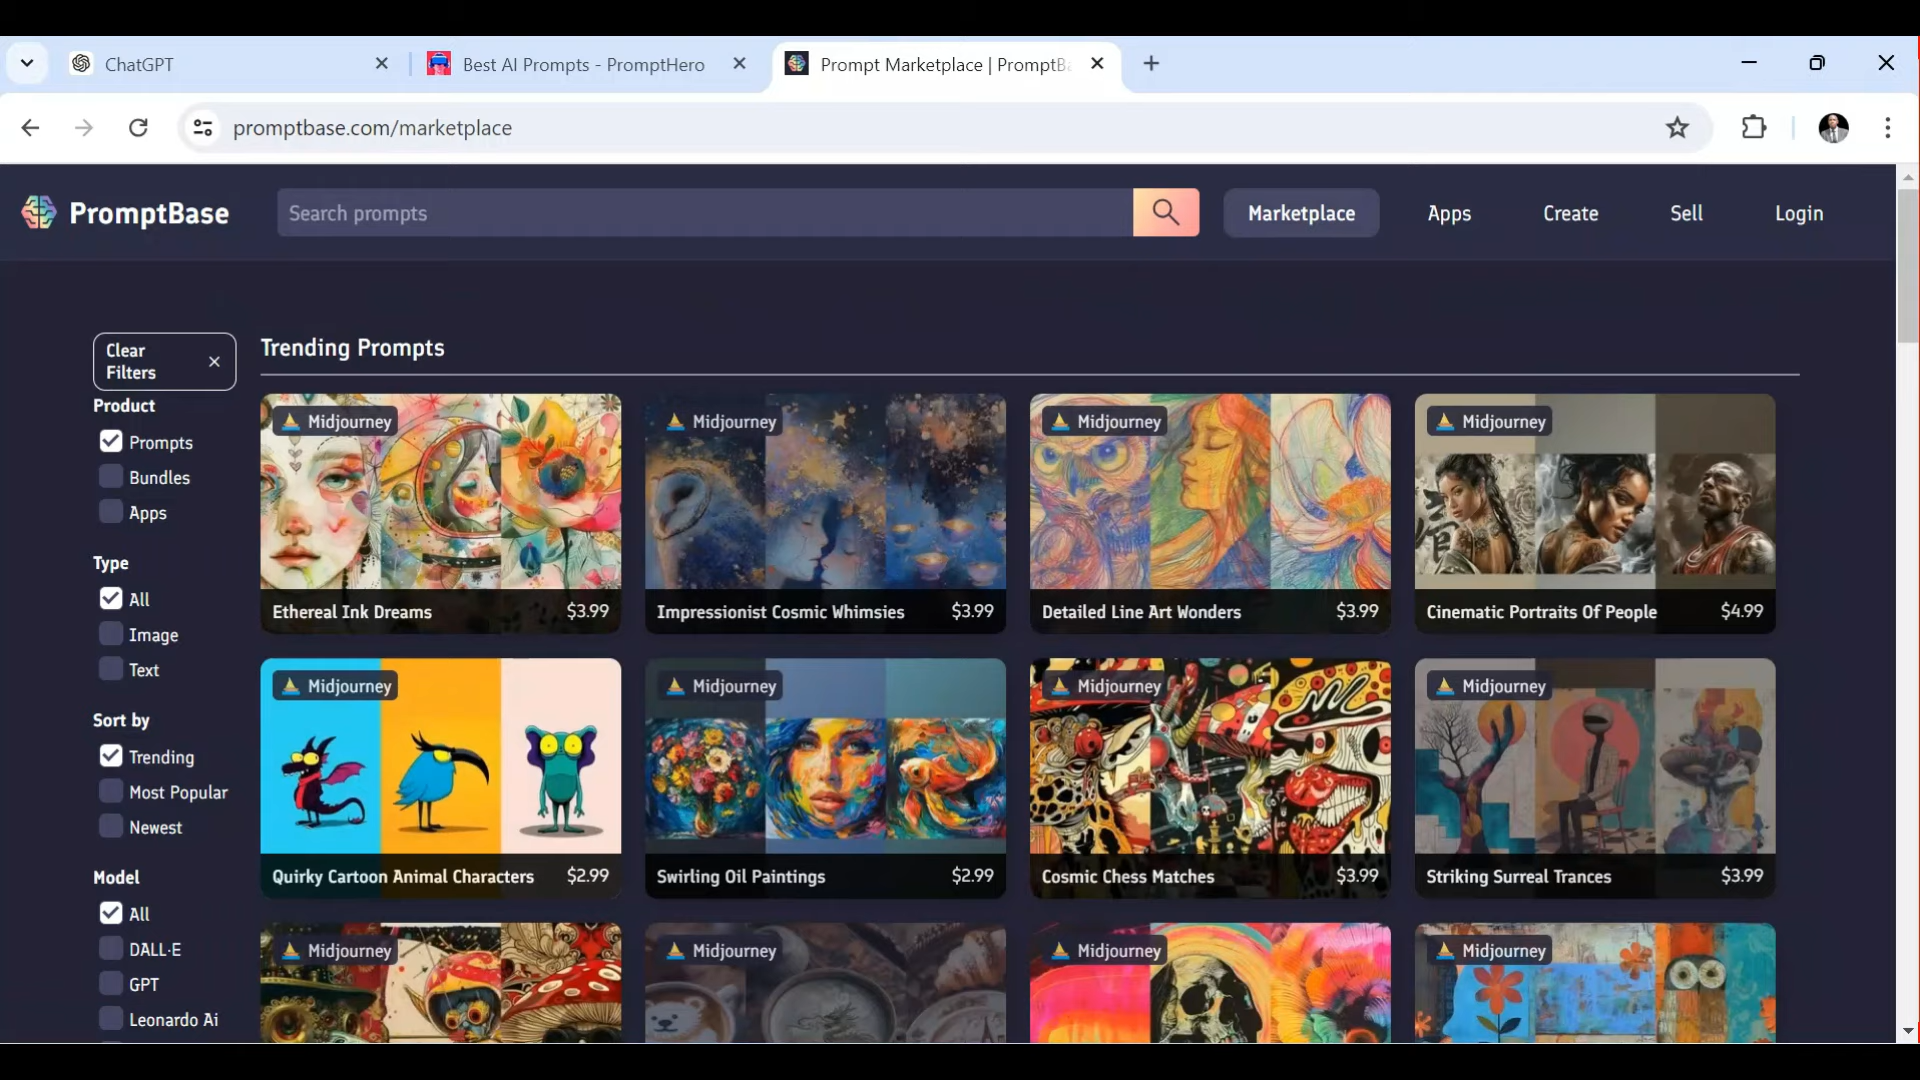 ChatGPT
Best AI Prompts - PromptHero
Prompt Marketplace | PromptBa
promptbase.com/marketplace
PromptBase
Search prompts
Marketplace
Apps
Create
Sell
Login
Clear
Filters
Trending Prompts
Product
Prompts
Bundles
Apps
Type
All
Image
Text
Sort by
Trending
Most Popular
Newest
Model
All
DALL·E
GPT
Leonardo Ai
Midjourney
Ethereal Ink Dreams $3.99
Midjourney
Impressionist Cosmic Whimsies $3.99
Midjourney
Detailed Line Art Wonders $3.99
Midjourney
Cinematic Portraits Of People $4.99
Midjourney
Quirky Cartoon Animal Characters $2.99
Midjourney
Swirling Oil Paintings $2.99
Midjourney
Cosmic Chess Matches $3.99
Midjourney
Striking Surreal Trances $3.99
Midjourney
Midjourney
Midjourney
Midjourney